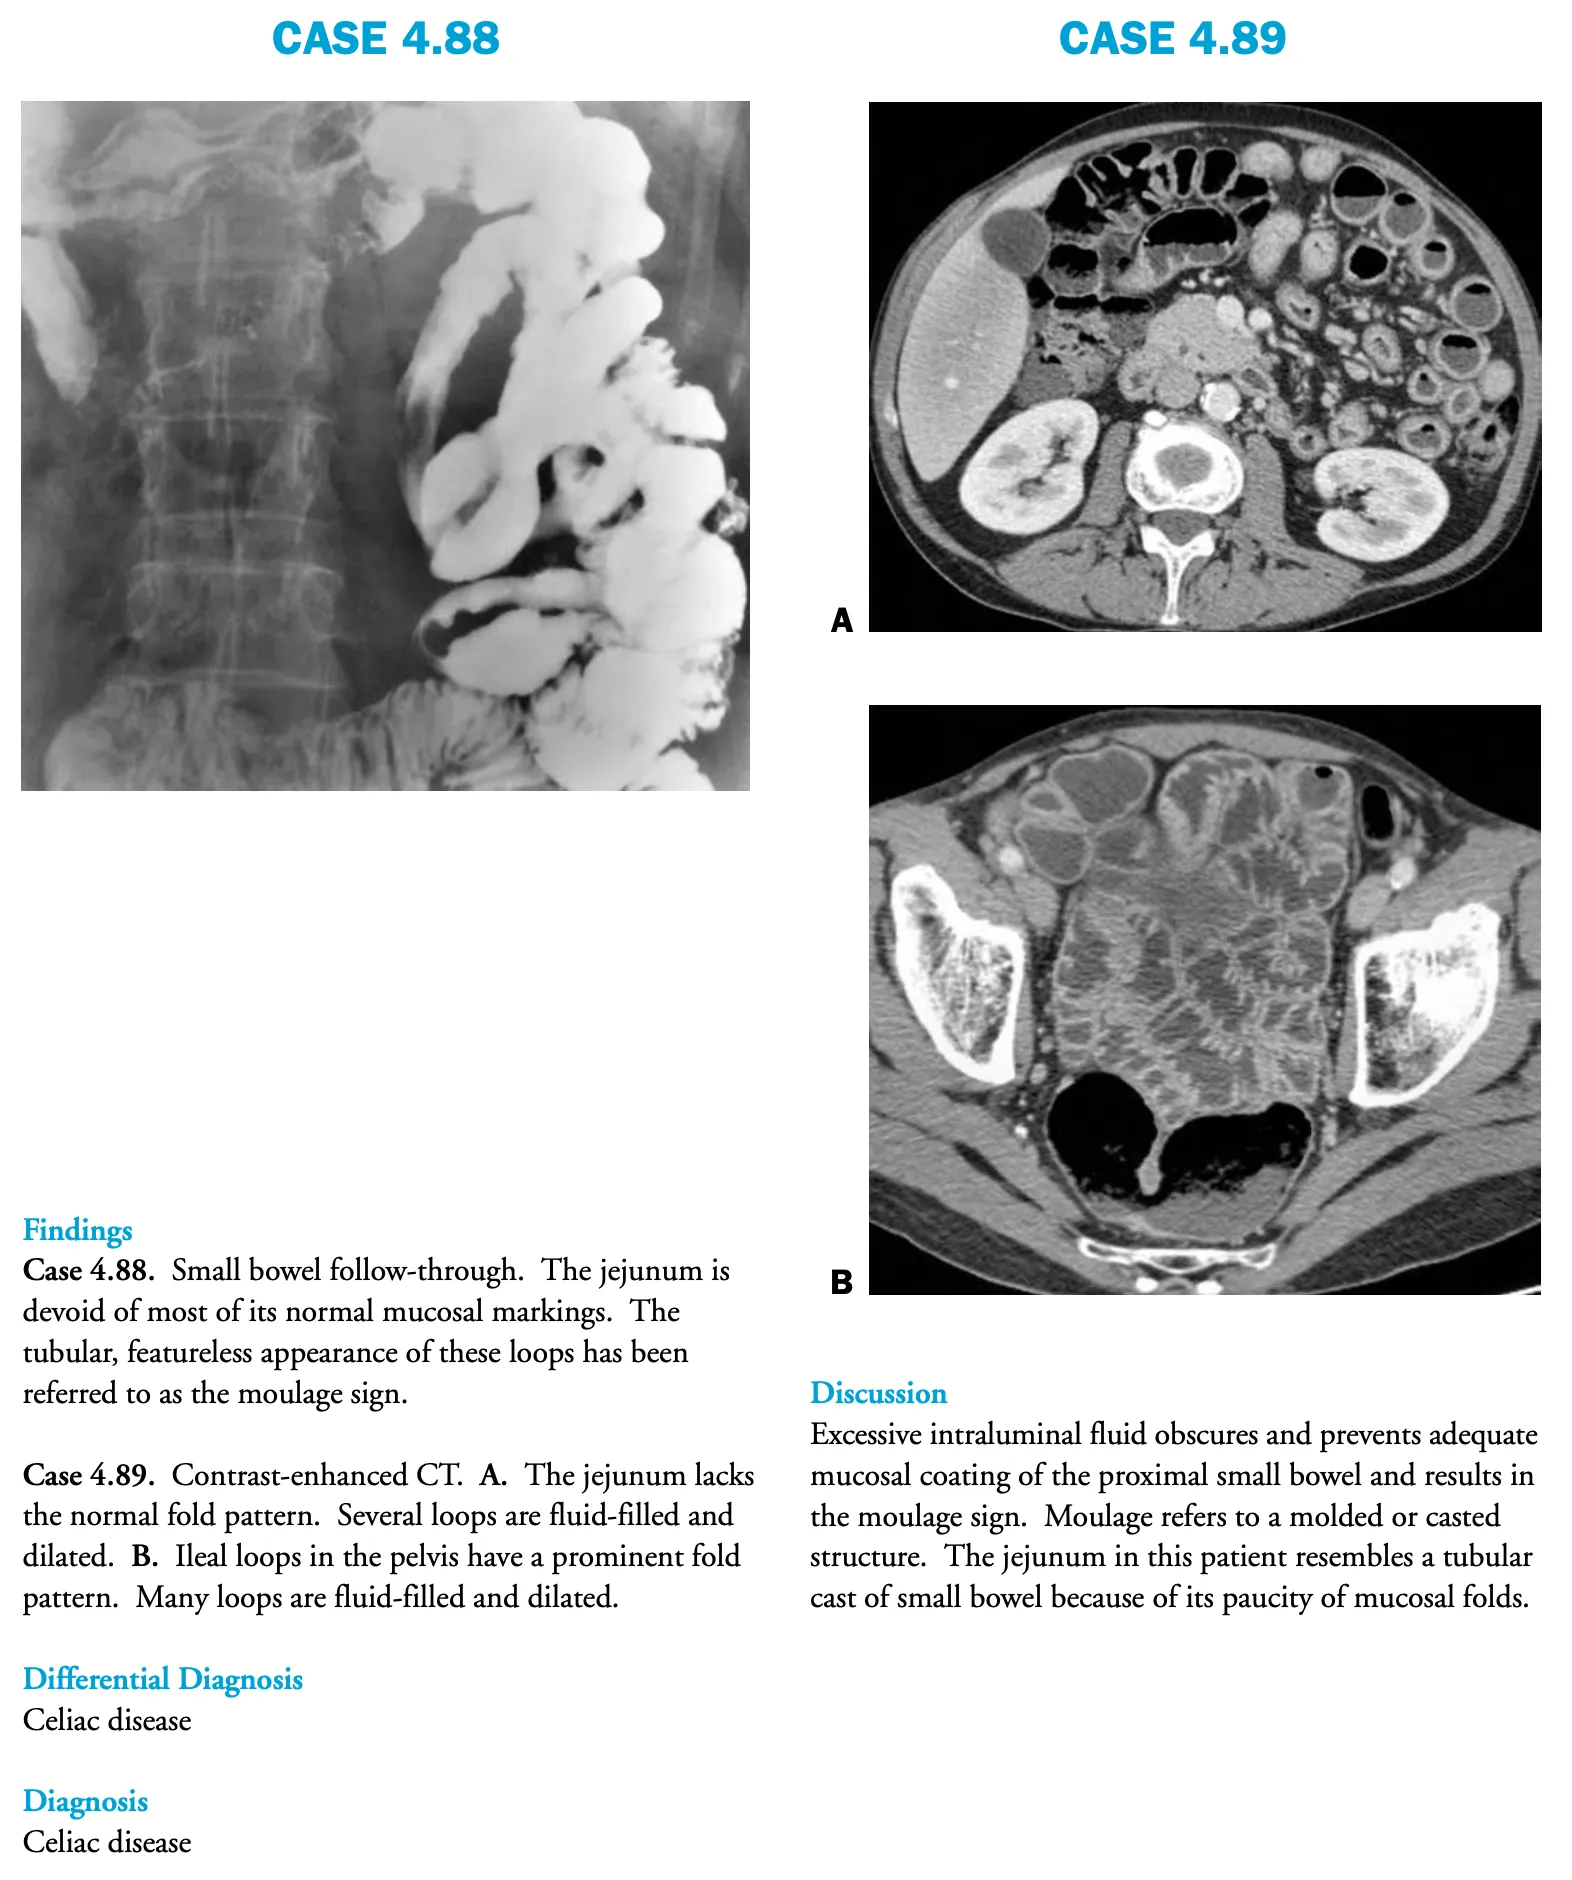 CASE 4.88
CASE 4.89
A
B
Findings
Case 4.88. Small bowel follow-through. The jejunum is
devoid of most of its normal mucosal markings. The
tubular, featureless appearance of these loops has been
referred to as the moulage sign.
Case 4.89. Contrast-enhanced CT. A. The jejunum lacks
the normal fold pattern. Several loops are fluid-filled and
dilated. B. Ileal loops in the pelvis have a prominent fold
pattern. Many loops are fluid-filled and dilated.
Differential Diagnosis
Celiac disease
Diagnosis
Celiac disease
Discussion
Excessive intraluminal fluid obscures and prevents adequate
mucosal coating of the proximal small bowel and results in
the moulage sign. Moulage refers to a molded or casted
structure. The jejunum in this patient resembles a tubular
cast of small bowel because of its paucity of mucosal folds.